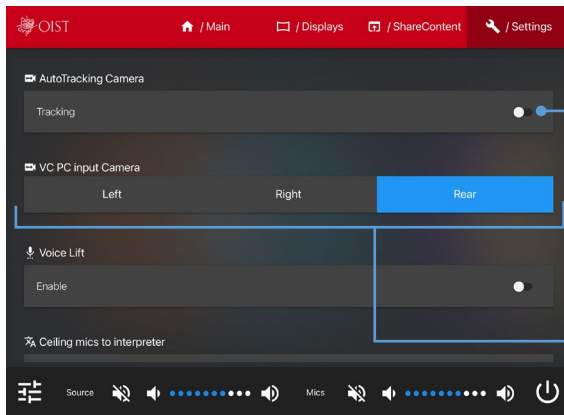 OIST
/ Main
/ Displays
/ ShareContent
/ Settings
AutoTracking Camera
Tracking
VC PC input Camera
Left Right Rear
Voice Lift
Enable
Ceiling mics to interpreter
Source Mics